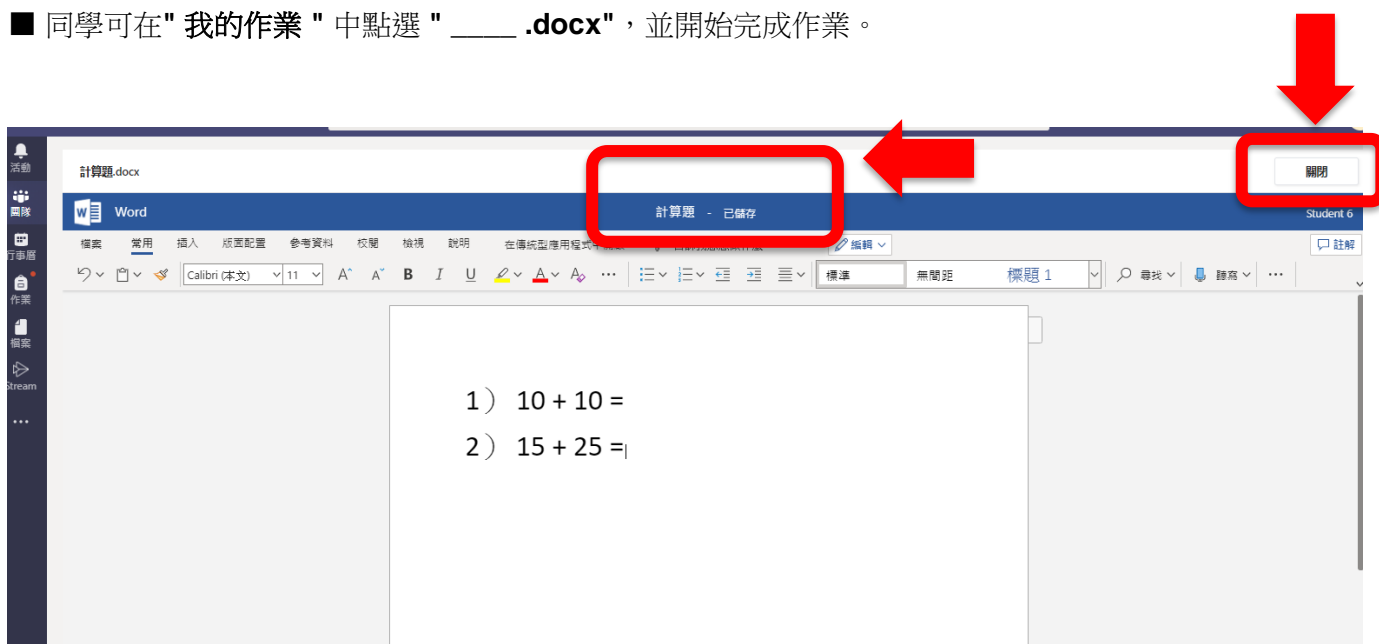 ■ 同學可在" 我的作業 " 中點選 " ____ .docx"，並開始完成作業。
活動
計算題.docx
關閉
團隊
Word
計算題 - 已儲存
Student 6
行事曆
檔案 常用 插入 版面配置 參考資料 校閱 檢視 說明 在傳統型應用程式中
編輯
註解
作業
Calibri (本文) 11 A A B I U A A ... 標準 無間距 標題 1 尋找 聽寫 ...
檔案
Stream
...
1） 10 + 10 =
2） 15 + 25 =